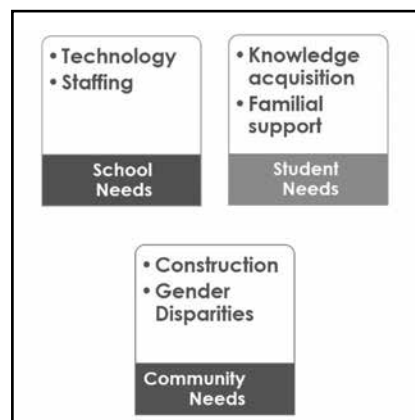 • Technology
• Staffing
School
Needs
• Knowledge
acquisition
• Familial
support
Student
Needs
• Construction
• Gender
Disparities
Community
Needs